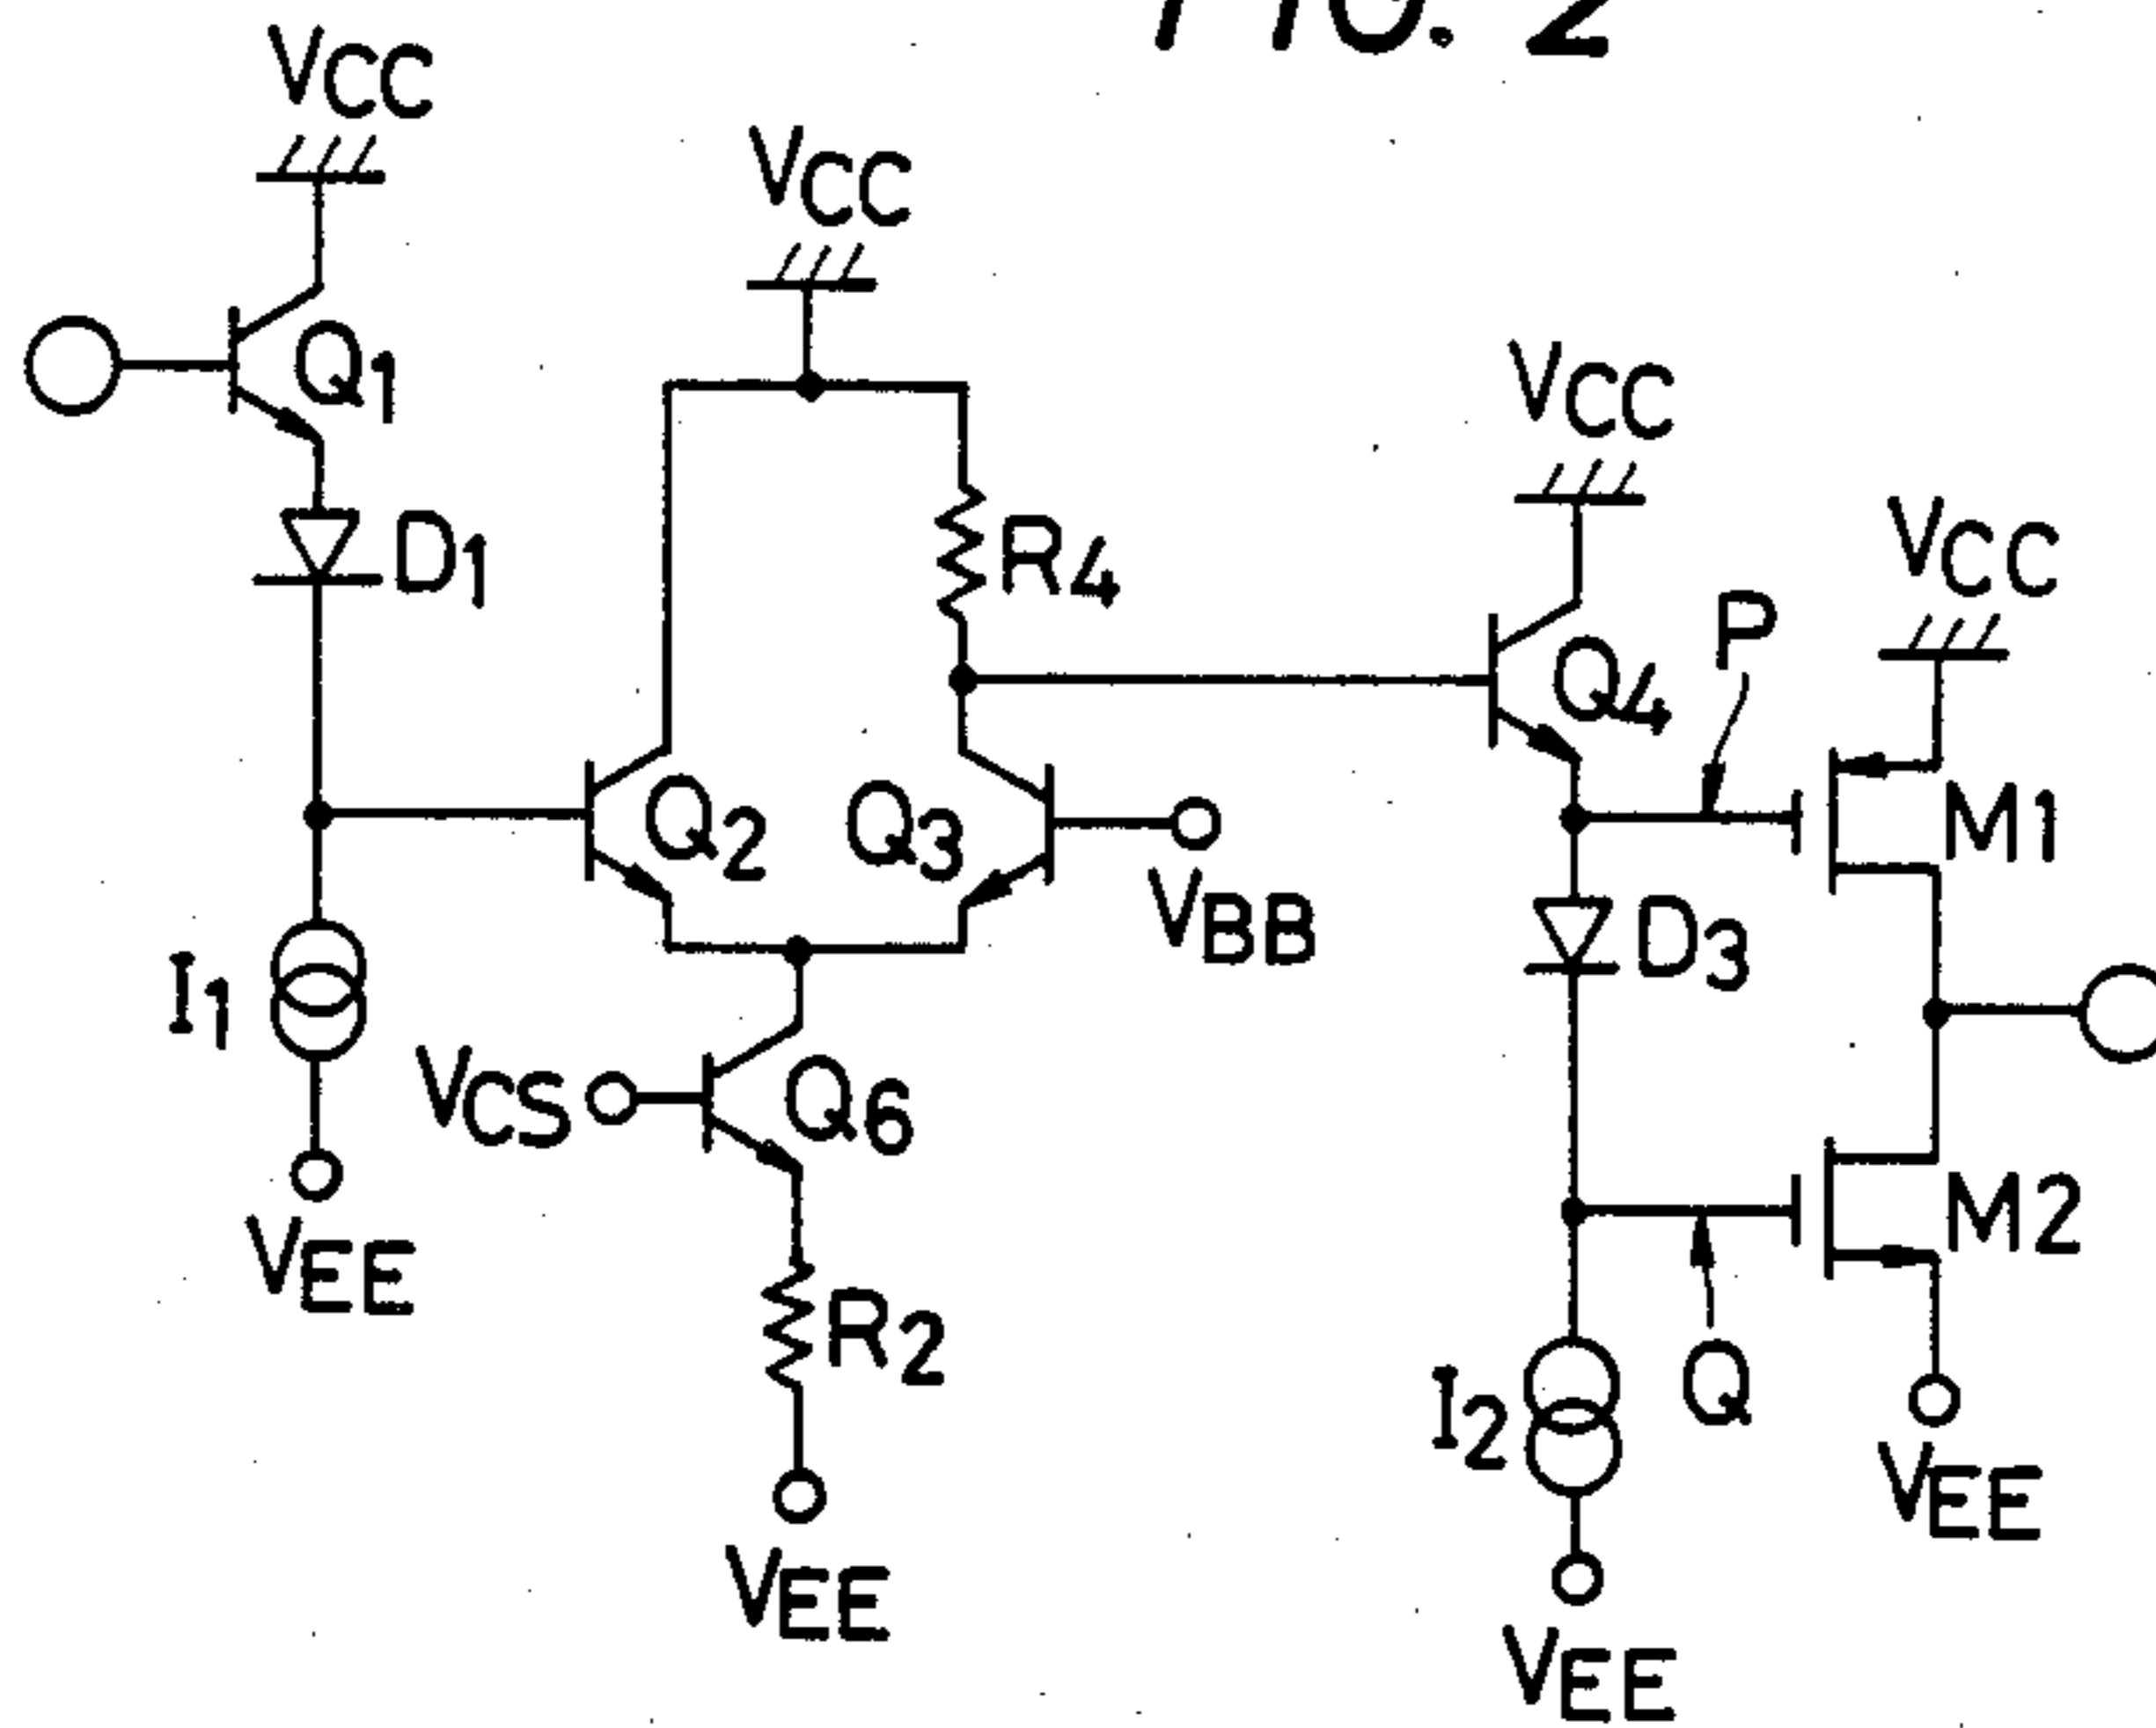 FIG. 2
VCC
VCC
Q1
VCC
D1
R4
VCC
P
Q4
M1
Q2
Q3
VBB
D3
I1
VCS
Q6
M2
VEE
R2
I2
Q
VEE
VEE
VEE